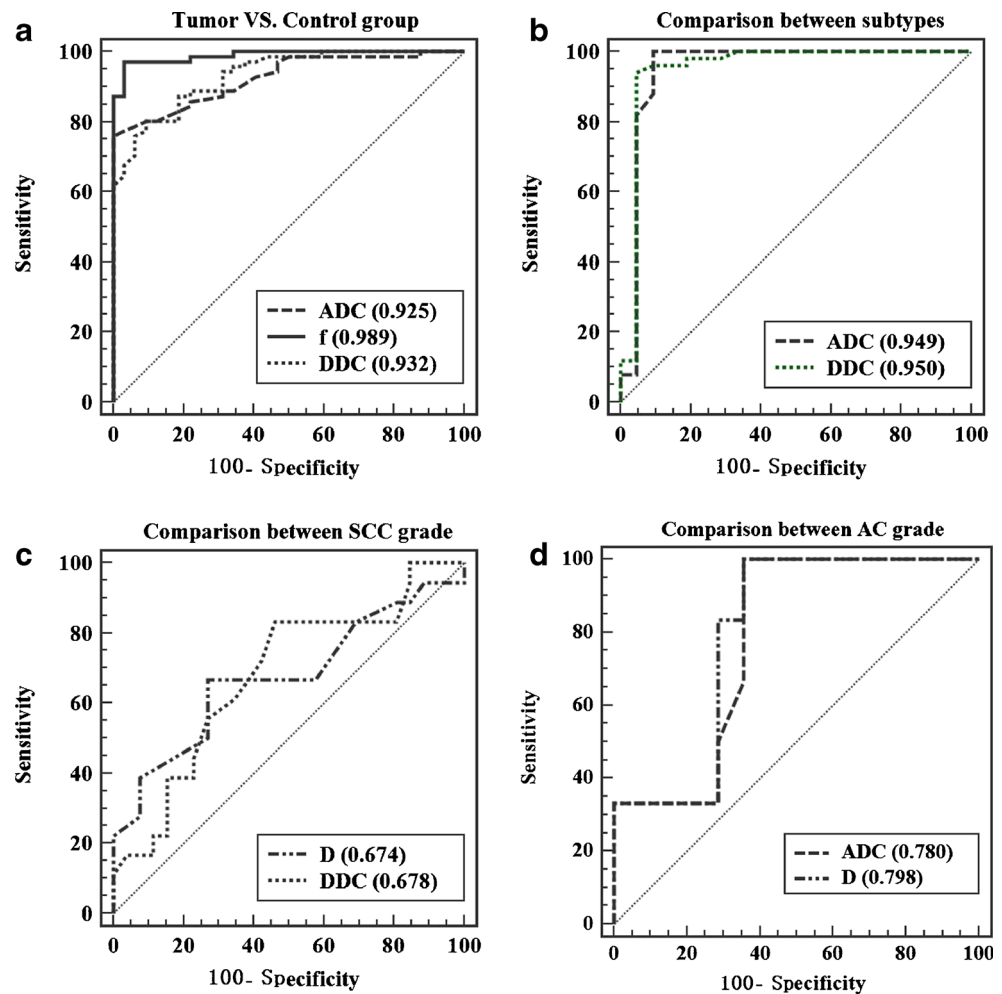 a
Tumor VS. Control group
100
80
60
40
20
0
Sensitivity
ADC (0.925)
f (0.989)
DDC (0.932)
0 20 40 60 80 100
100- Specificity
b
Comparison between subtypes
100
80
60
40
20
0
Sensitivity
ADC (0.949)
DDC (0.950)
0 20 40 60 80 100
100- Specificity
c
Comparison between SCC grade
100
80
60
40
20
0
Sensitivity
D (0.674)
DDC (0.678)
0 20 40 60 80 100
100- Specificity
d
Comparison between AC grade
100
80
60
40
20
0
Sensitivity
ADC (0.780)
D (0.798)
0 20 40 60 80 100
100- Specificity